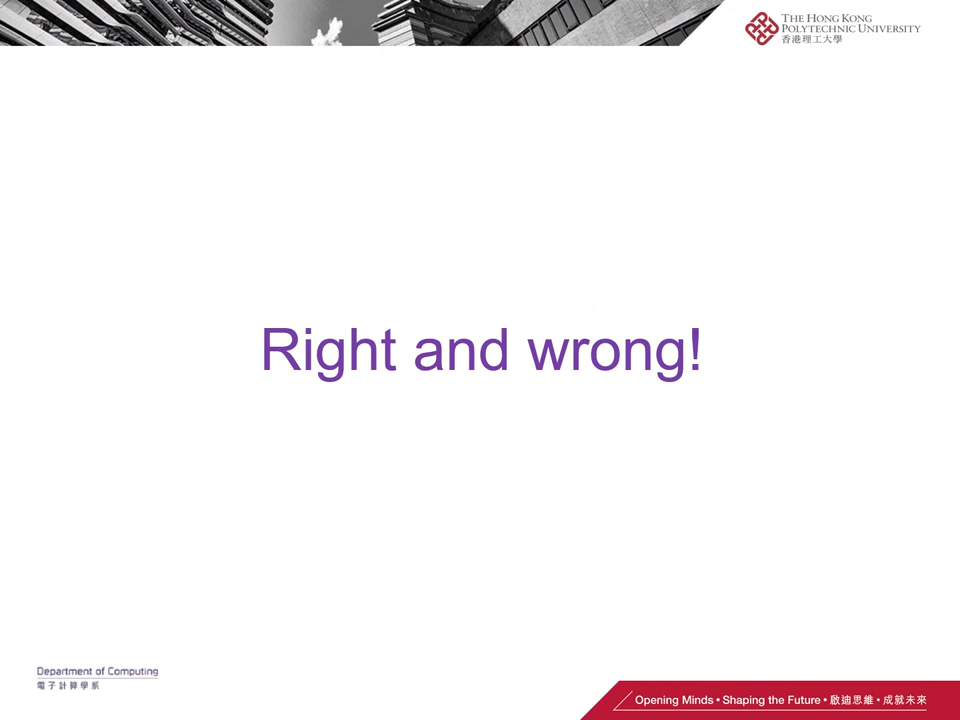 THE HONG KONG
POLYTECHNIC UNIVERSITY
香港理工大學
Right and wrong!
Department of Computing
電子計算學系
Opening Minds • Shaping the Future • 啟迪思維 • 成就未來